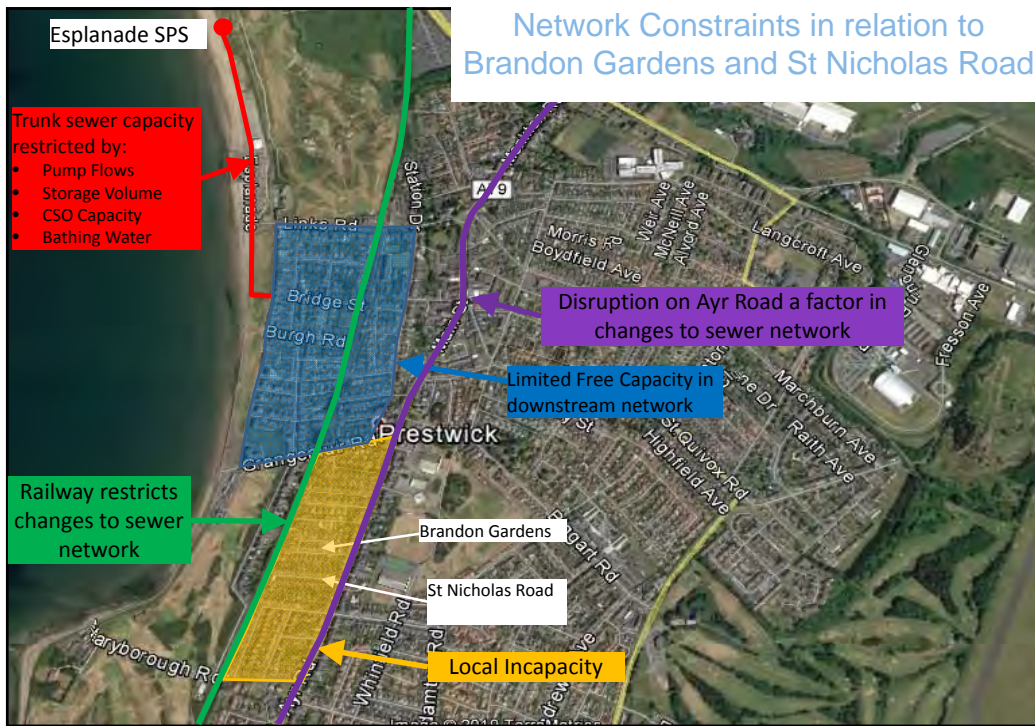 Network Constraints in relation to
Brandon Gardens and St Nicholas Road
Esplanade SPS
Trunk sewer capacity
restricted by:
• Pump Flows
• Storage Volume
• CSO Capacity
• Bathing Water
Esplanade
Station Dr
A79
Links Rd
Weir Ave
McNeill Ave
Morris Rd
Boydfield Ave
Langcroft Ave
Bridge St
Burgh Rd
Main St
Disruption on Ayr Road a factor in
changes to sewer network
Fresson Ave
Limited Free Capacity in
downstream network
Marchburn Ave
Raith Ave
St Quivox Rd
Highfield Ave
Prestwick
Railway restricts
changes to sewer
network
Brandon Gardens
St Nicholas Road
Maryborough Rd
Whinfield Rd
Local Incapacity